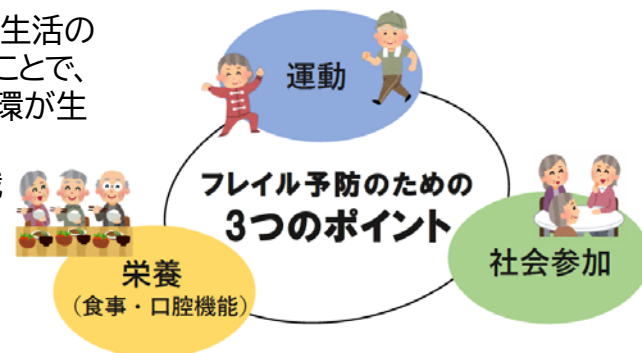 生活の
ことで、
環が生
運動
フレイル予防のための
3つのポイント
栄養
(食事・口腔機能)
社会参加